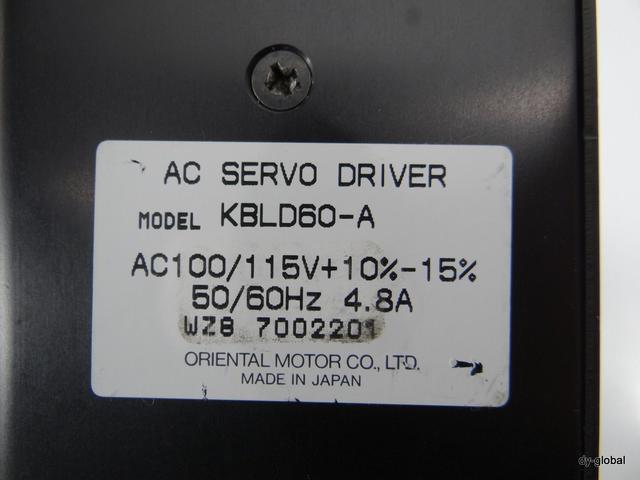 AC SERVO DRIVER
MODEL KBLD60-A
AC100/115V+10%-15%
50/60Hz 4.8A
WZ8 7002201
ORIENTAL MOTOR CO., LTD.
MADE IN JAPAN
dy-global